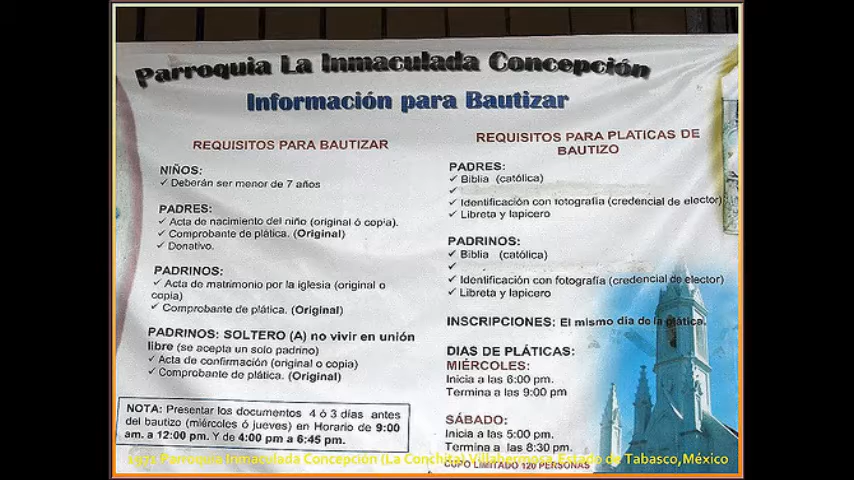 Parroquia La Inmaculada Concepción
Información para Bautizar
REQUISITOS PARA BAUTIZAR
NIÑOS:
✓ Deberán ser menor de 7 años
PADRES:
✓ Acta de nacimiento del niño (original ó copia).
✓ Comprobante de plática. (Original)
✓ Donativo.
PADRINOS:
✓ Acta de matrimonio por la iglesia (original o
copia)
✓ Comprobante de plática. (Original)
PADRINOS: SOLTERO (A) no vivir en unión
libre (se acepta un solo padrino)
✓ Acta de confirmación (original o copia)
✓ Comprobante de plática. (Original)
NOTA: Presentar los documentos 4 ó 3 días antes
del bautizo (miércoles ó jueves) en Horario de 9:00
am. a 12:00 pm. Y de 4:00 pm a 6:45 pm.
REQUISITOS PARA PLATICAS DE
BAUTIZO
PADRES:
✓ Biblia (católica)
✓
✓ Identificación con fotografía (credencial de elector)
✓ Libreta y lapicero
PADRINOS:
✓ Biblia (católica)
✓
✓ Identificación con fotografía (credencial de elector)
✓ Libreta y lapicero
INSCRIPCIONES: El mismo día de la plática.
DIAS DE PLÁTICAS:
MIÉRCOLES:
Inicia a las 6:00 pm.
Termina a las 9:00 pm
SÁBADO:
Inicia a las 5:00 pm.
Termina a las 8:30 pm.
CUPO LIMITADO 120 PERSONAS
Parroquia Inmaculada Concepción (La Conchita) Villahermosa, Estado de Tabasco, México